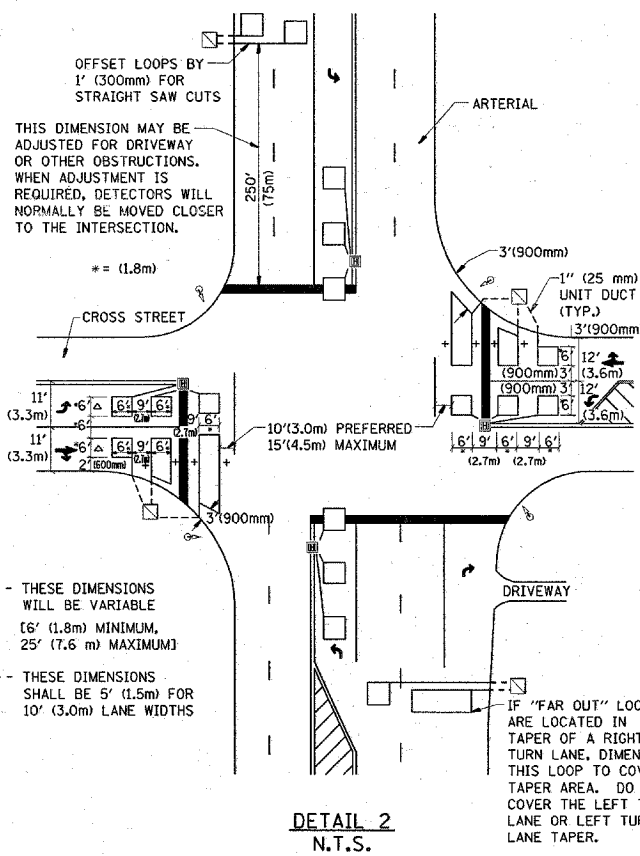 OFFSET LOOPS BY
1' (300mm) FOR
STRAIGHT SAW CUTS
THIS DIMENSION MAY BE
ADJUSTED FOR DRIVEWAY
OR OTHER OBSTRUCTIONS.
WHEN ADJUSTMENT IS
REQUIRED, DETECTORS WILL
NORMALLY BE MOVED CLOSER
TO THE INTERSECTION.
250'
(75m)
* = (1.8m)
ARTERIAL
CROSS STREET
3'(900mm)
1" (25 mm)
UNIT DUCT
(TYP.)
3'(900mm
6'
12'
(3.6m)
(900mm) 3'
(900mm) 3'
12'
6'
(3.6m)
6' 9' 6' 9' 6'
(2.7m) (2.7m)
11'
(3.3m)
*6'
6' 9' 6'
(2.7m)
*6'
9' 6'
(2.7m)
11'
(3.3m)
*6'
6' 9' 6'
(2.7m)
2' (600mm)
10'(3.0m) PREFERRED
15'(4.5m) MAXIMUM
3'(900mm)
H
H
H
H
- THESE DIMENSIONS
WILL BE VARIABLE
[6' (1.8m) MINIMUM,
25' (7.6 m) MAXIMUM]
- THESE DIMENSIONS
SHALL BE 5' (1.5m) FOR
10' (3.0m) LANE WIDTHS
DRIVEWAY
IF "FAR OUT" LOO
ARE LOCATED IN
TAPER OF A RIGHT
TURN LANE, DIMEN
THIS LOOP TO COV
TAPER AREA. DO
COVER THE LEFT T
LANE OR LEFT TUR
LANE TAPER.
DETAIL 2
N.T.S.